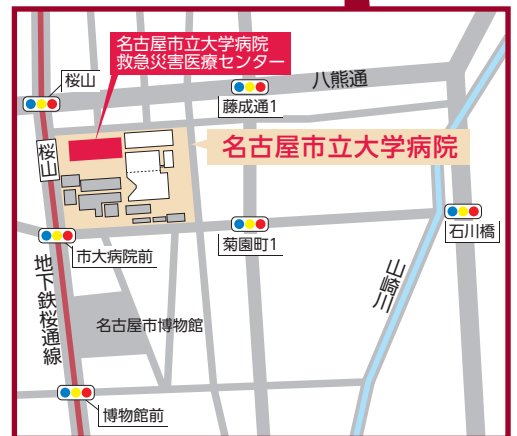 名古屋市立大学病院
救急災害医療センター
桜山
八熊通
藤成通1
名古屋市立大学病院
桜山
石川橋
菊園町1
市大病院前
山崎川
地下鉄桜通線
名古屋市博物館
博物館前